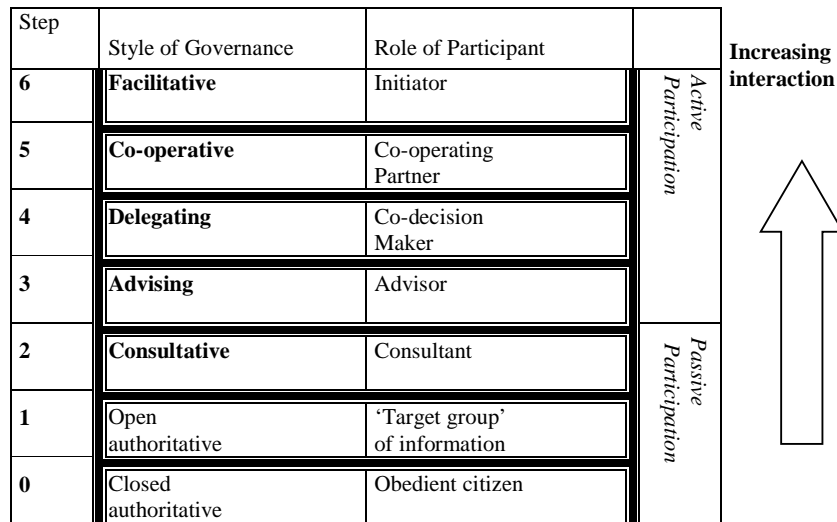 Step
Style of Governance Role of Participant
Increasing
interaction
6 Facilitative Initiator
Active
Participation
5 Co-operative Co-operating
Partner
4 Delegating Co-decision
Maker
3 Advising Advisor
2 Consultative Consultant
Passive
Participation
1 Open ‘Target group’
authoritative of information
0 Closed Obedient citizen
authoritative